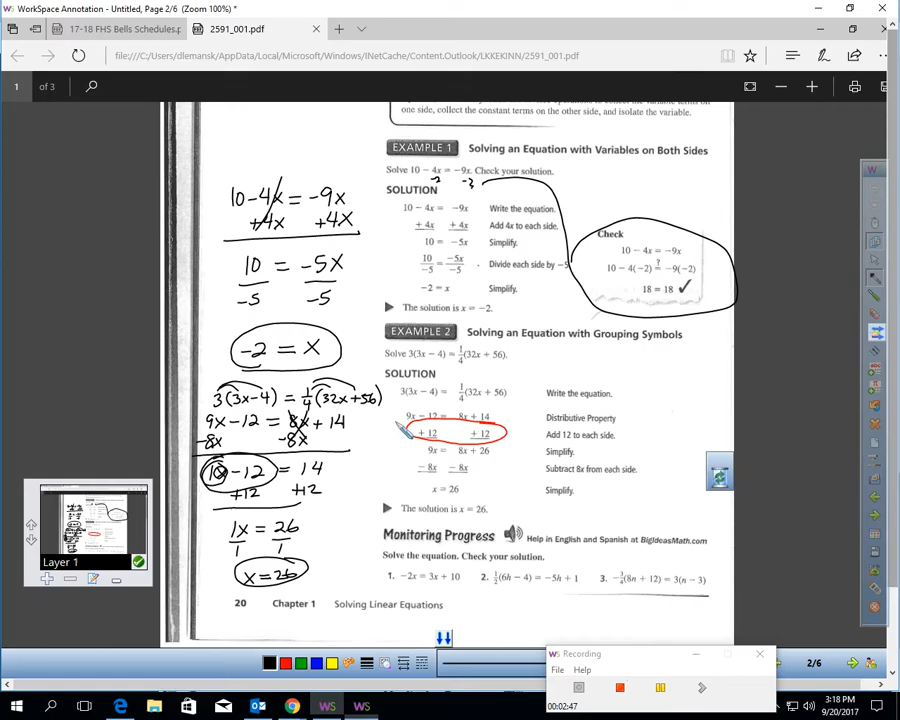 WorkSpace Annotation - Untitled, Page 2/6 (Zoom 100%)
17-18 FHS Bells Schedules.p
2591_001.pdf
file:///C:/Users/dlemansk/AppData/Local/Microsoft/Windows/INetCache/Content.Outlook/LKKEKINN/2591_001.pdf
1 of 3
one side, collect the constant terms on the other side, and isolate the variable.
EXAMPLE 1 Solving an Equation with Variables on Both Sides
Solve 10 − 4x = −9x. Check your solution.
-2 -3
SOLUTION
10 − 4x = −9x Write the equation.
+ 4x + 4x Add 4x to each side.
10 = −5x Simplify.
10/−5 = −5x/−5 Divide each side by −5
−2 = x Simplify.
The solution is x = −2.
Check
10 − 4x = −9x
10 − 4(−2) ≟ −9(−2)
18 = 18 ✓
10-4x = -9x
+4x +4x
10 = -5x
-5 -5
-2 = x
EXAMPLE 2 Solving an Equation with Grouping Symbols
Solve 3(3x − 4) = 1/4(32x + 56).
SOLUTION
3(3x − 4) = 1/4(32x + 56) Write the equation.
9x − 12 = 8x + 14 Distributive Property
+ 12 + 12 Add 12 to each side.
9x = 8x + 26 Simplify.
− 8x − 8x Subtract 8x from each side.
x = 26 Simplify.
The solution is x = 26.
3(3x-4) = 1/4(32x+56)
9x-12 = 8x+14
-8x -8x
1x-12 = 14
+12 +12
1x = 26
1 1
x=26
Monitoring Progress Help in English and Spanish at BigIdeasMath.com
Solve the equation. Check your solution.
1. −2x = 3x + 10 2. 1/2(6h − 4) = −5h + 1 3. −3/4(8n + 12) = 3(n − 3)
20 Chapter 1 Solving Linear Equations
Layer 1
2/6
WS Recording
File Help
00:02:47
3:18 PM
9/20/2017